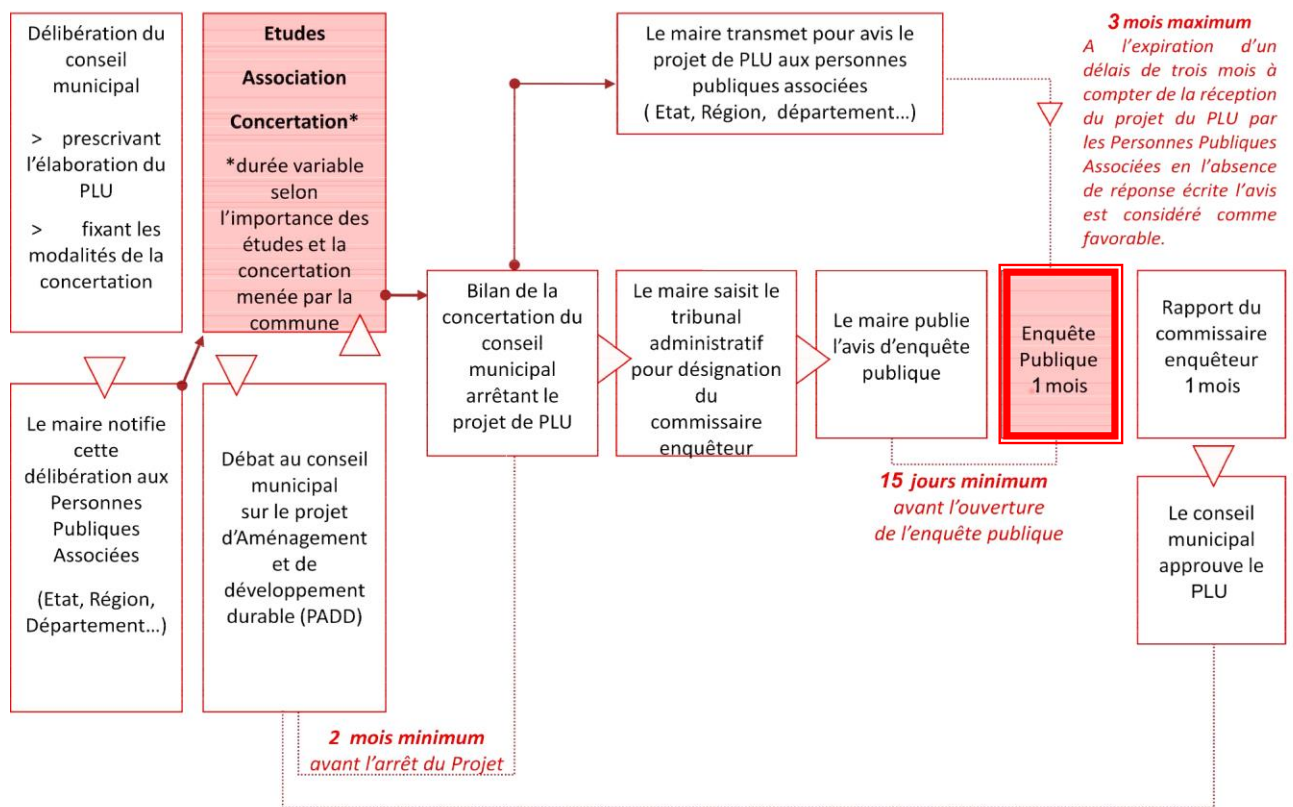 Délibération du
conseil
municipal
> prescrivant
l'élaboration du
PLU
> fixant les
modalités de la
concertation
Etudes
Association
Concertation*
*durée variable
selon
l'importance des
études et la
concertation
menée par la
commune
Le maire transmet pour avis le
projet de PLU aux personnes
publiques associées
( Etat, Région, département...)
3 mois maximum
A l'expiration d'un
délais de trois mois à
compter de la réception
du projet du PLU par
les Personnes Publiques
Associées en l'absence
de réponse écrite l'avis
est considéré comme
favorable.
Le maire notifie
cette
délibération aux
Personnes
Publiques
Associées
(Etat, Région,
Département...)
Débat au conseil
municipal
sur le projet
d'Aménagement
et de
développement
durable (PADD)
Bilan de la
concertation du
conseil
municipal
arrêtant le
projet de PLU
Le maire saisit le
tribunal
administratif
pour désignation
du
commissaire
enquêteur
Le maire publie
l'avis d'enquête
publique
Enquête
Publique
1 mois
Rapport du
commissaire
enquêteur
1 mois
15 jours minimum
avant l'ouverture
de l'enquête publique
Le conseil
municipal
approuve le
PLU
2 mois minimum
avant l'arrêt du Projet